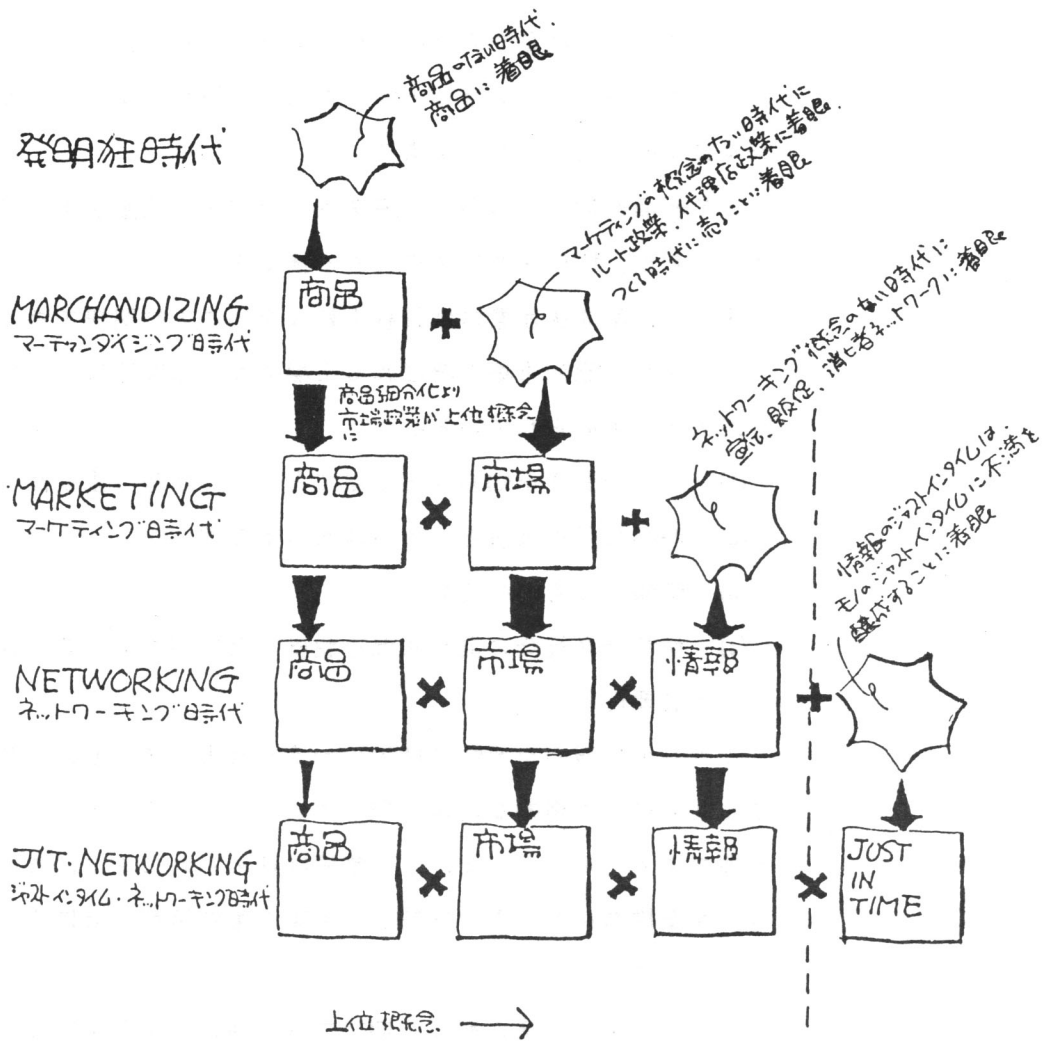 商品のない時代.
商品に着眼
発明狂時代
マーケティングの概念のない時代に
ルート政策、代理店政策に着眼.
つくる時代に売ることに着眼
MARCHANDIZING
マーチャンダイジング時代
商品
+
商品細分化より
市場政策が上位概念
に
ネットワーキング概念の無い時代に
宣伝、販促、消費者ネットワークに着眼
MARKETING
マーケティング時代
商品
×
市場
+
情報のジャストインタイムは、
モノのジャストインタイムに不満を
醸成することに着眼
NETWORKING
ネットワーキング時代
商品
×
市場
×
情報
+
JIT・NETWORKING
ジャストインタイム・ネットワーキング時代
商品
×
市場
×
情報
×
JUST
IN
TIME
上位概念. →